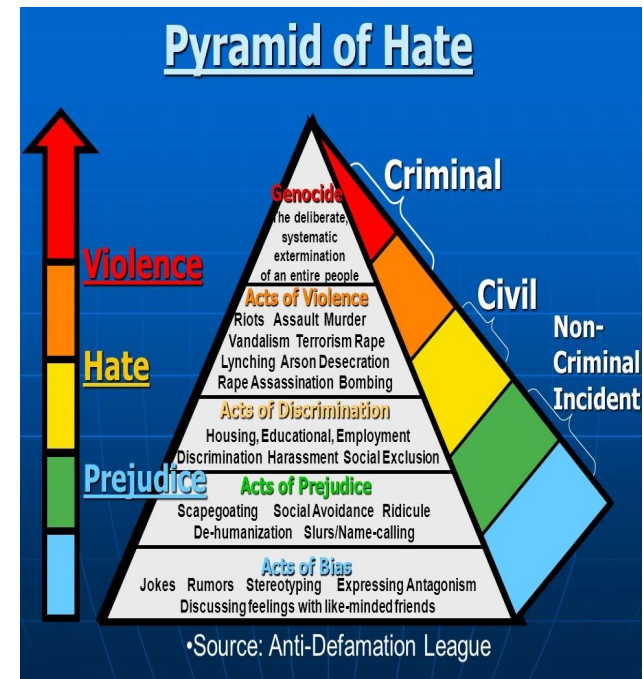 Pyramid of Hate
Criminal
Civil
Non-
Criminal
Incident
Violence
Hate
Prejudice
Genocide
The deliberate,
systematic
extermination
of an entire people
Acts of Violence
Riots Assault Murder
Vandalism Terrorism Rape
Lynching Arson Desecration
Rape Assassination Bombing
Acts of Discrimination
Housing, Educational, Employment
Discrimination Harassment Social Exclusion
Acts of Prejudice
Scapegoating Social Avoidance Ridicule
De-humanization Slurs/Name-calling
Acts of Bias
Jokes Rumors Stereotyping Expressing Antagonism
Discussing feelings with like-minded friends
•Source: Anti-Defamation League